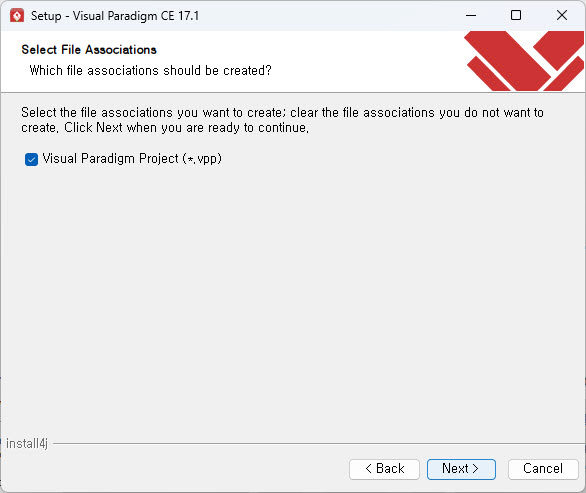 Setup - Visual Paradigm CE 17.1
Select File Associations
Which file associations should be created?
Select the file associations you want to create; clear the file associations you do not want to
create. Click Next when you are ready to continue.
Visual Paradigm Project (*.vpp)
install4j
< Back
Next >
Cancel